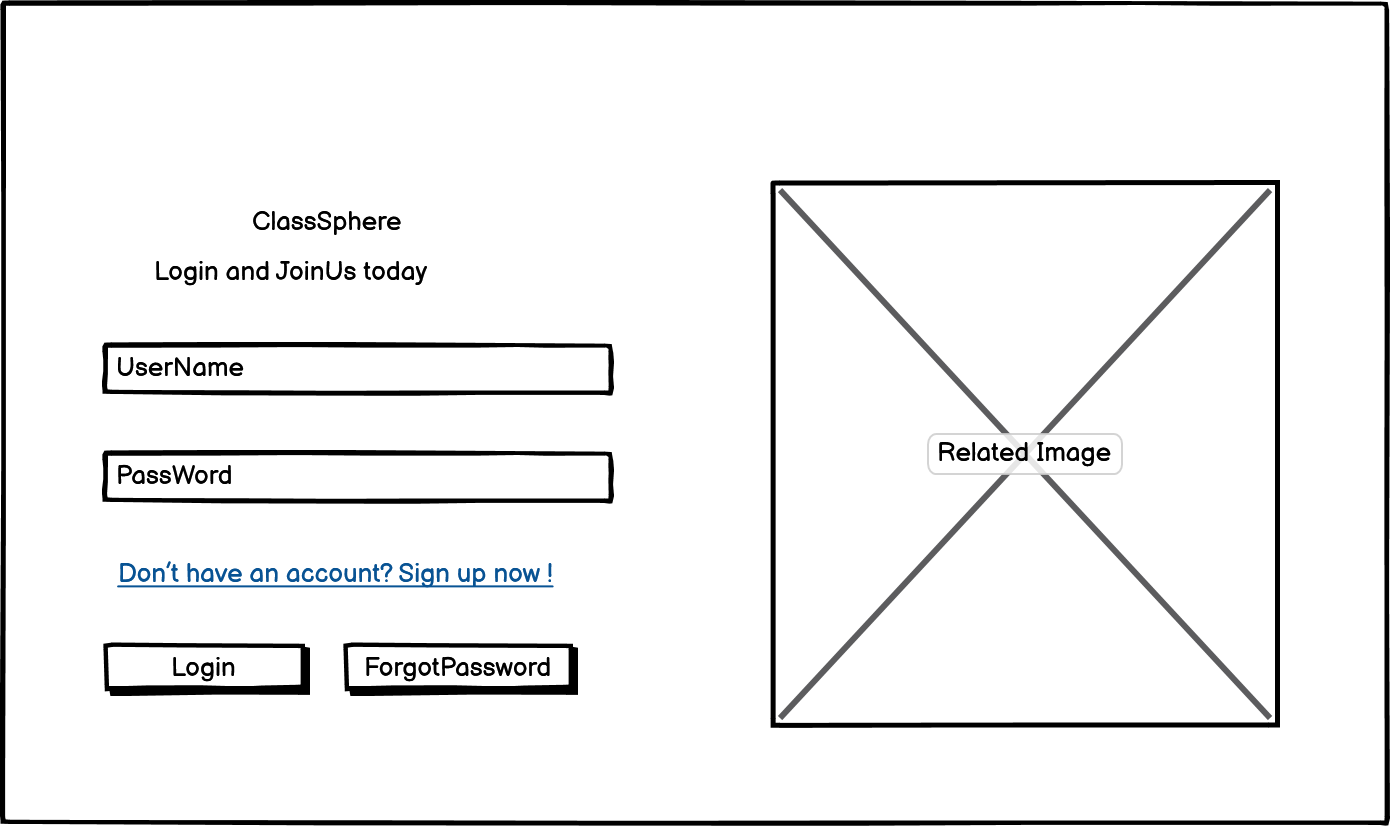 ClassSphere
Login and JoinUs today
UserName
PassWord
Don't have an account? Sign up now !
Login
ForgotPassword
Related Image